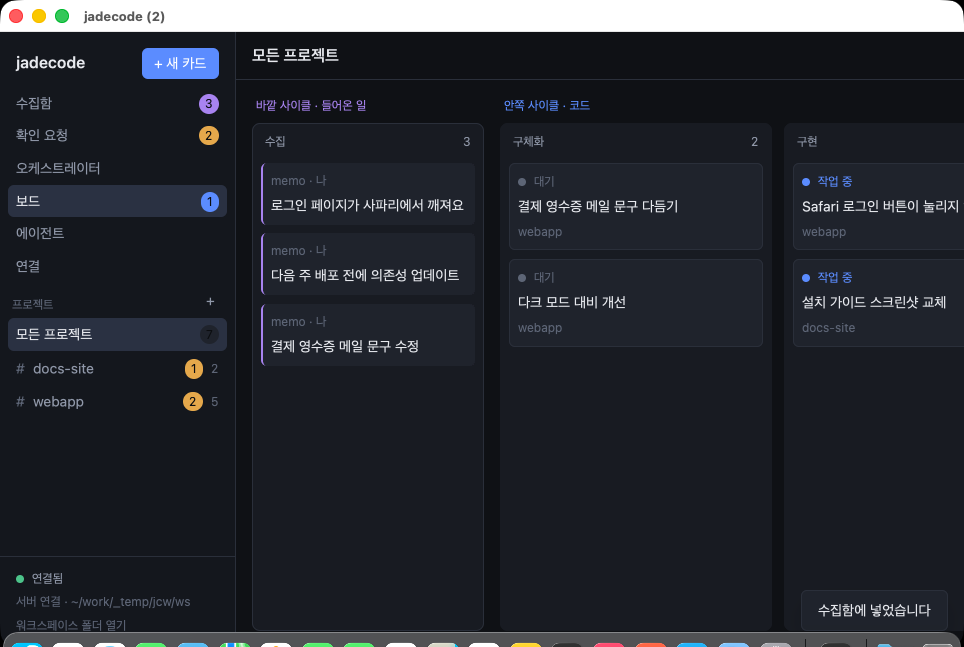 jadecode (2)
jadecode
+ 새 카드
수집함 3
확인 요청 2
오케스트레이터
보드 1
에이전트
연결
프로젝트 +
모든 프로젝트 7
# docs-site 1 2
# webapp 2 5
연결됨
서버 연결 · ~/work/_temp/jcw/ws
워크스페이스 폴더 열기
모든 프로젝트
바깥 사이클 · 들어온 일
수집 3
memo · 나
로그인 페이지가 사파리에서 깨져요
memo · 나
다음 주 배포 전에 의존성 업데이트
memo · 나
결제 영수증 메일 문구 수정
안쪽 사이클 · 코드
구체화 2
대기
결제 영수증 메일 문구 다듬기
webapp
대기
다크 모드 대비 개선
webapp
구현
작업 중
Safari 로그인 버튼이 눌리지
webapp
작업 중
설치 가이드 스크린샷 교체
docs-site
수집함에 넣었습니다